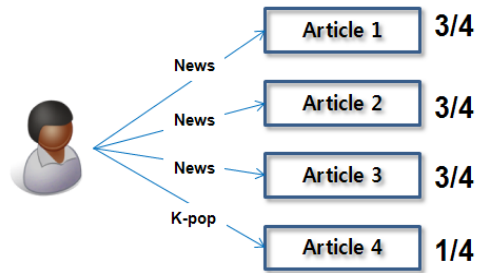 News
Article 1
3/4
News
Article 2
3/4
News
Article 3
3/4
K-pop
Article 4
1/4